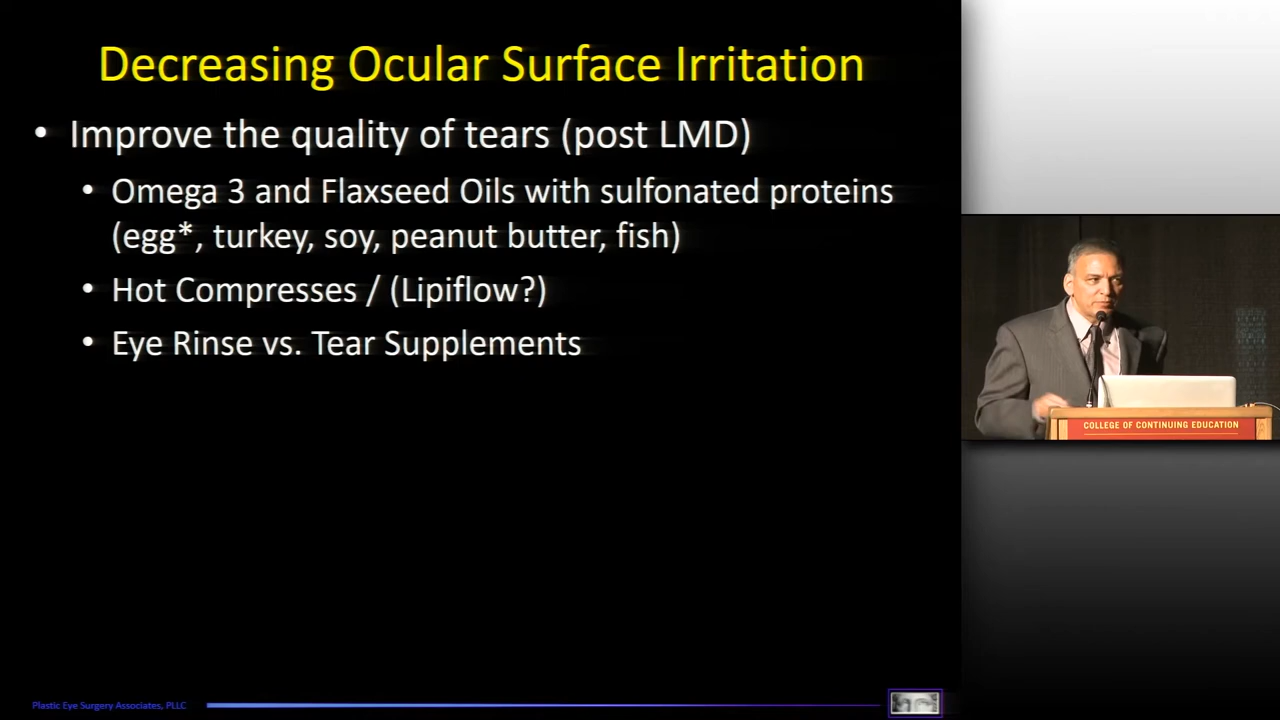 Decreasing Ocular Surface Irritation
• Improve the quality of tears (post LMD)
• Omega 3 and Flaxseed Oils with sulfonated proteins
(egg*, turkey, soy, peanut butter, fish)
• Hot Compresses / (Lipiflow?)
• Eye Rinse vs. Tear Supplements
COLLEGE OF CONTINUING EDUCATION
Plastic Eye Surgery Associates, PLLC